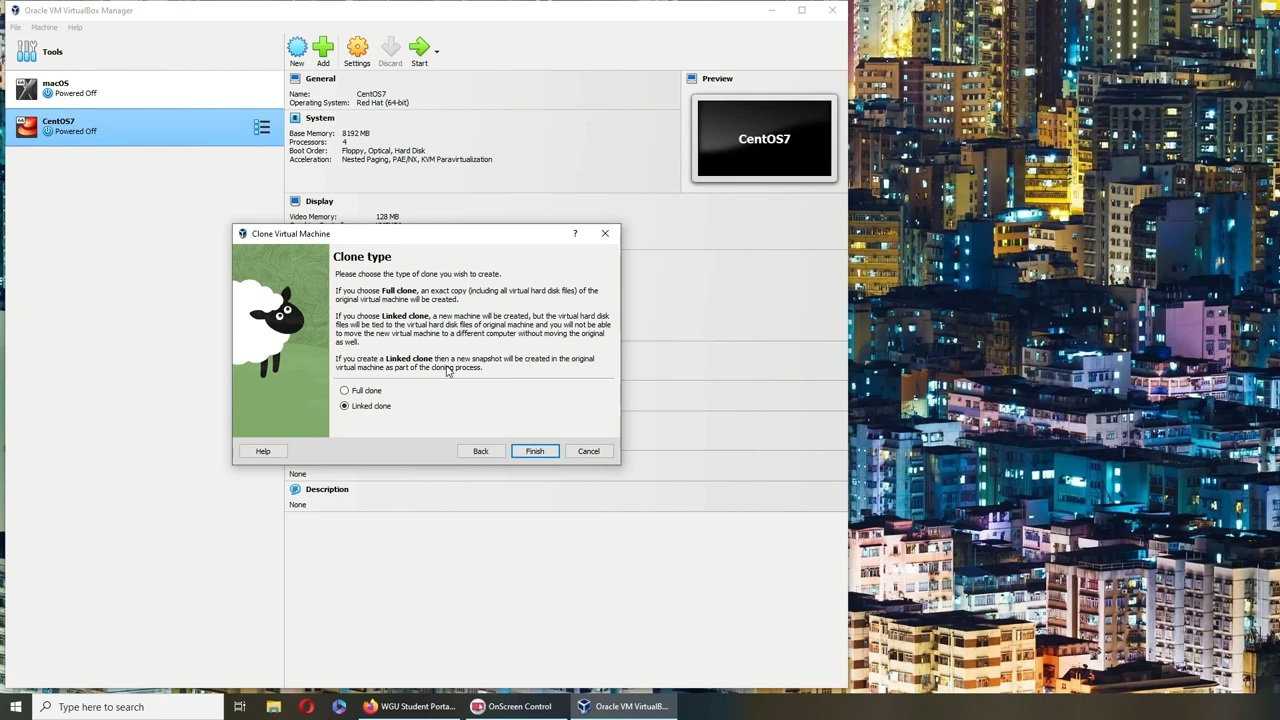 Oracle VM VirtualBox Manager
File Machine Help
Tools
New Add Settings Discard Start
macOS
Powered Off
CentOS7
Powered Off
General
Name: CentOS7
Operating System: Red Hat (64-bit)
System
Base Memory: 8192 MB
Processors: 4
Boot Order: Floppy, Optical, Hard Disk
Acceleration: Nested Paging, PAE/NX, KVM Paravirtualization
Preview
CentOS7
Display
Video Memory: 128 MB
Clone Virtual Machine
?
Clone type
Please choose the type of clone you wish to create.
If you choose Full clone, an exact copy (including all virtual hard disk files) of the
original virtual machine will be created.
If you choose Linked clone, a new machine will be created, but the virtual hard disk
files will be tied to the virtual hard disk files of original machine and you will not be able
to move the new virtual machine to a different computer without moving the original
as well.
If you create a Linked clone then a new snapshot will be created in the original
virtual machine as part of the cloning process.
Full clone
Linked clone
Help Back Finish Cancel
None
Description
None
Type here to search
WGU Student Porta...
OnScreen Control
Oracle VM VirtualB...